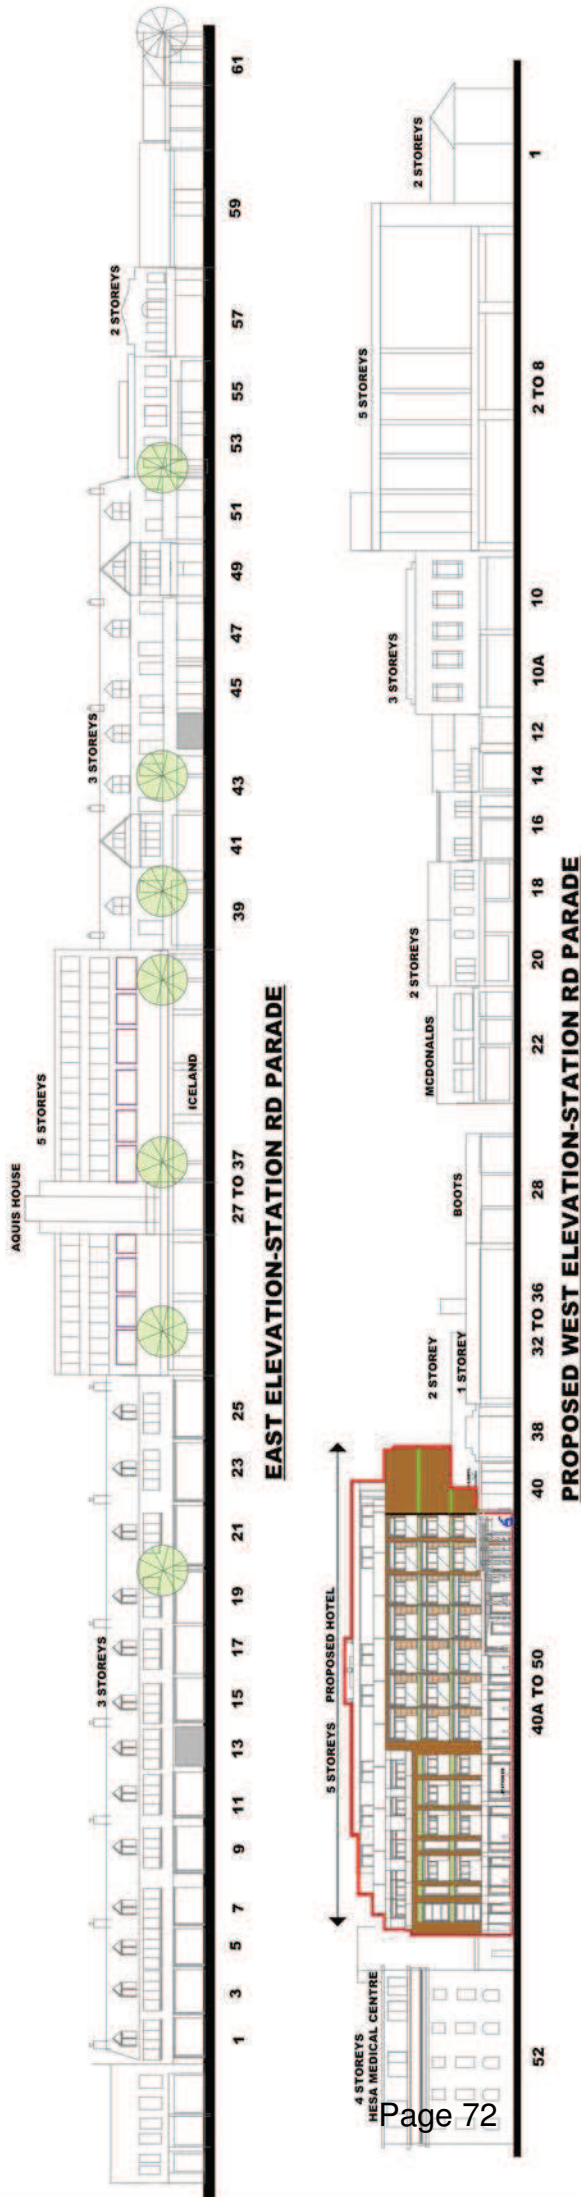 AQUIS HOUSE
5 STOREYS
3 STOREYS
3 STOREYS
2 STOREYS
ICELAND
1 3 5 7 9 11 13 15 17 19 21 23 25 27 TO 37 39 41 43 45 47 49 51 53 55 57 59 61
EAST ELEVATION-STATION RD PARADE
4 STOREYS
HESA MEDICAL CENTRE
5 STOREYS PROPOSED HOTEL
2 STOREY
1 STOREY
BOOTS
MCDONALDS
2 STOREYS
3 STOREYS
5 STOREYS
2 STOREYS
52 40A TO 50 40 38 32 TO 36 28 22 20 18 16 14 12 10A 10 2 TO 8 1
PROPOSED WEST ELEVATION-STATION RD PARADE
Page 72